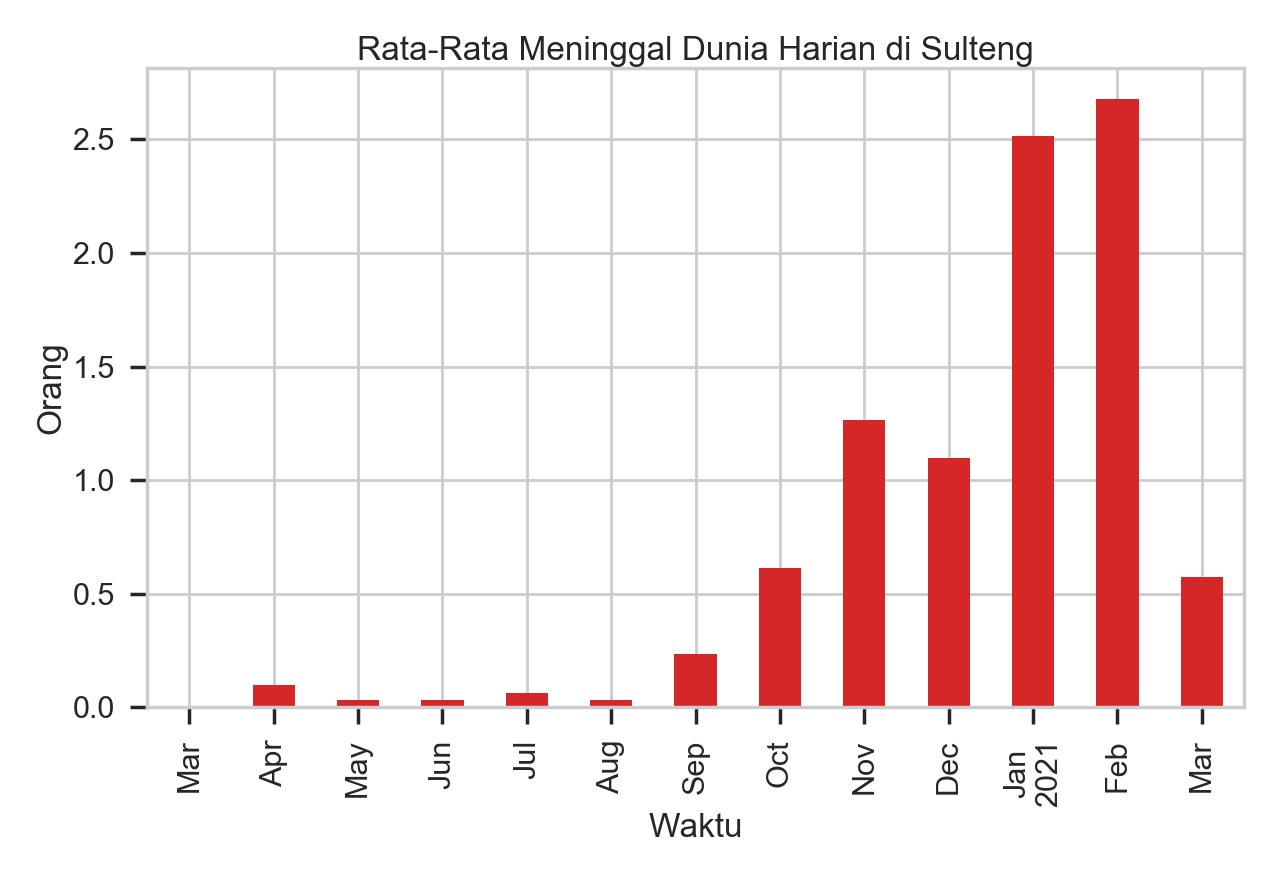 Rata-Rata Meninggal Dunia Harian di Sulteng
Orang
2.5
2.0
1.5
1.0
0.5
0.0
Mar
Apr
May
Jun
Jul
Aug
Sep
Oct
Nov
Dec
Jan
2021
Feb
Mar
Waktu